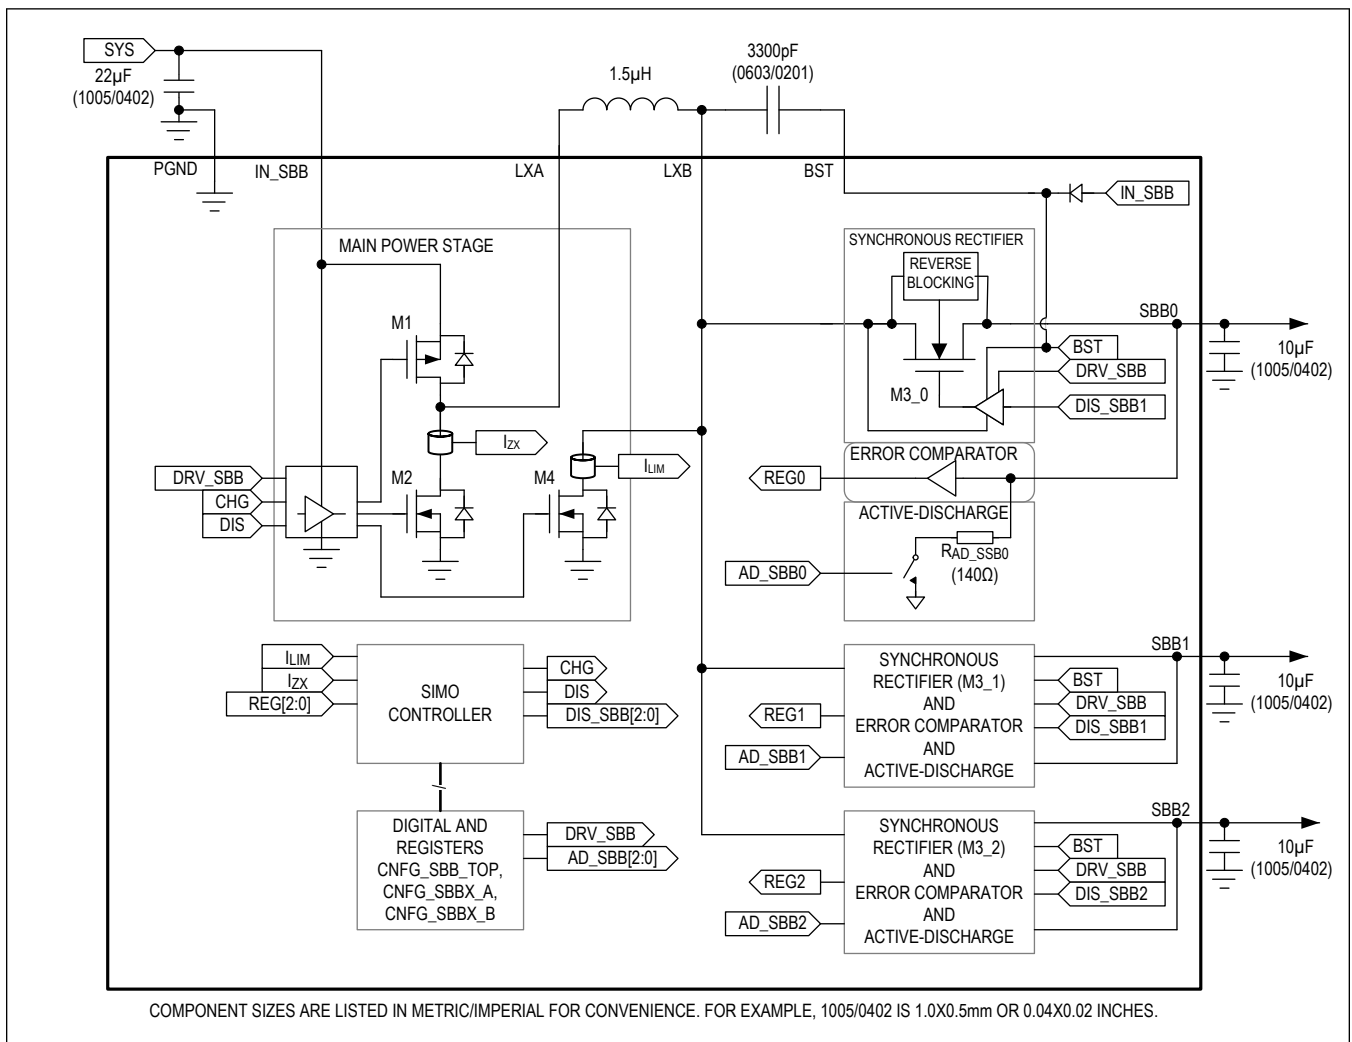 SYS
22µF
(1005/0402)
1.5µH
3300pF
(0603/0201)
PGND
IN_SBB
LXA
LXB
BST
IN_SBB
MAIN POWER STAGE
M1
IZX
DRV_SBB
CHG
DIS
M2
M4
ILIM
SYNCHRONOUS RECTIFIER
REVERSE
BLOCKING
M3_0
BST
DRV_SBB
DIS_SBB1
SBB0
10µF
(1005/0402)
ERROR COMPARATOR
REG0
ACTIVE-DISCHARGE
RAD_SSB0
(140Ω)
AD_SBB0
ILIM
IZX
REG[2:0]
SIMO
CONTROLLER
CHG
DIS
DIS_SBB[2:0]
DIGITAL AND
REGISTERS
CNFG_SBB_TOP,
CNFG_SBBX_A,
CNFG_SBBX_B
DRV_SBB
AD_SBB[2:0]
REG1
AD_SBB1
SYNCHRONOUS
RECTIFIER (M3_1)
AND
ERROR COMPARATOR
AND
ACTIVE-DISCHARGE
BST
DRV_SBB
DIS_SBB1
SBB1
10µF
(1005/0402)
REG2
AD_SBB2
SYNCHRONOUS
RECTIFIER (M3_2)
AND
ERROR COMPARATOR
AND
ACTIVE-DISCHARGE
BST
DRV_SBB
DIS_SBB2
SBB2
10µF
(1005/0402)
COMPONENT SIZES ARE LISTED IN METRIC/IMPERIAL FOR CONVENIENCE. FOR EXAMPLE, 1005/0402 IS 1.0X0.5mm OR 0.04X0.02 INCHES.